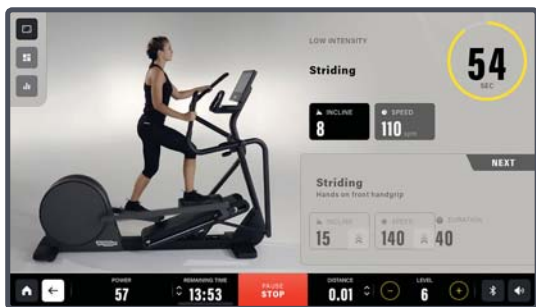 LOW INTENSITY
Striding
54
SEC
INCLINE
8
SPEED
110 spm
NEXT
Striding
Hands on front handgrip
INCLINE
15
SPEED
140
DURATION
40
POWER
57
REMAINING TIME
13:53
PAUSE
STOP
DISTANCE
0.01
LEVEL
6